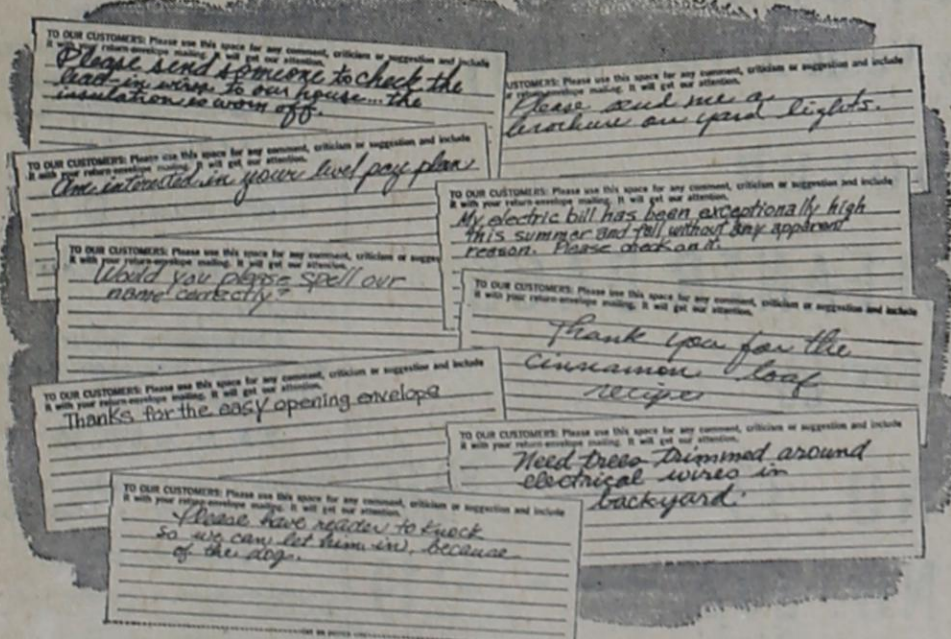 TO OUR CUSTOMERS: Please use this space for any comment, criticism or suggestion and include
it with your return-envelope mailing. It will get our attention.
Please send someone to check the
lead-in wires to our house... the
insulation is worn off.
USTOMERS: Please use this space for any comment, criticism or suggestion and include
r return-envelope mailing. It will get our attention.
Please send me a
brochure on yard lights.
TO OUR CUSTOMERS: Please use this space for any comment, criticism or suggestion and include
it with your return-envelope mailing. It will get our attention.
Am interested in your level pay plan
TO OUR CUSTOMERS: Please use this space for any comment, criticism or suggestion and include
it with your return-envelope mailing. It will get our attention.
My electric bill has been exceptionally high
this summer and fall without any apparent
reason. Please check on it.
TO OUR CUSTOMERS: Please use this space for any comment, criticism or sugges
it with your return-envelope mailing. It will get our attention.
Would you please spell our
name correctly?
TO OUR CUSTOMERS: Please use this space for any comment, criticism or suggestion and include
it with your return-envelope mailing. It will get our attention.
Thank you for the
cinnamon loaf
recipe
TO OUR CUSTOMERS: Please use this space for any comment, criticism or suggestion and include
it with your return-envelope mailing. It will get our attention.
Thanks for the easy opening envelope
TO OUR CUSTOMERS: Please use this space for any comment, criticism or suggestion and include
it with your return-envelope mailing. It will get our attention.
Need trees trimmed around
electrical wires in
backyard.
TO OUR CUSTOMERS: Please use this space for any comment, criticism or suggestion and include
it with your return-envelope mailing. It will get our attention.
Please have reader to knock
so we can let him in, because
of the dog.